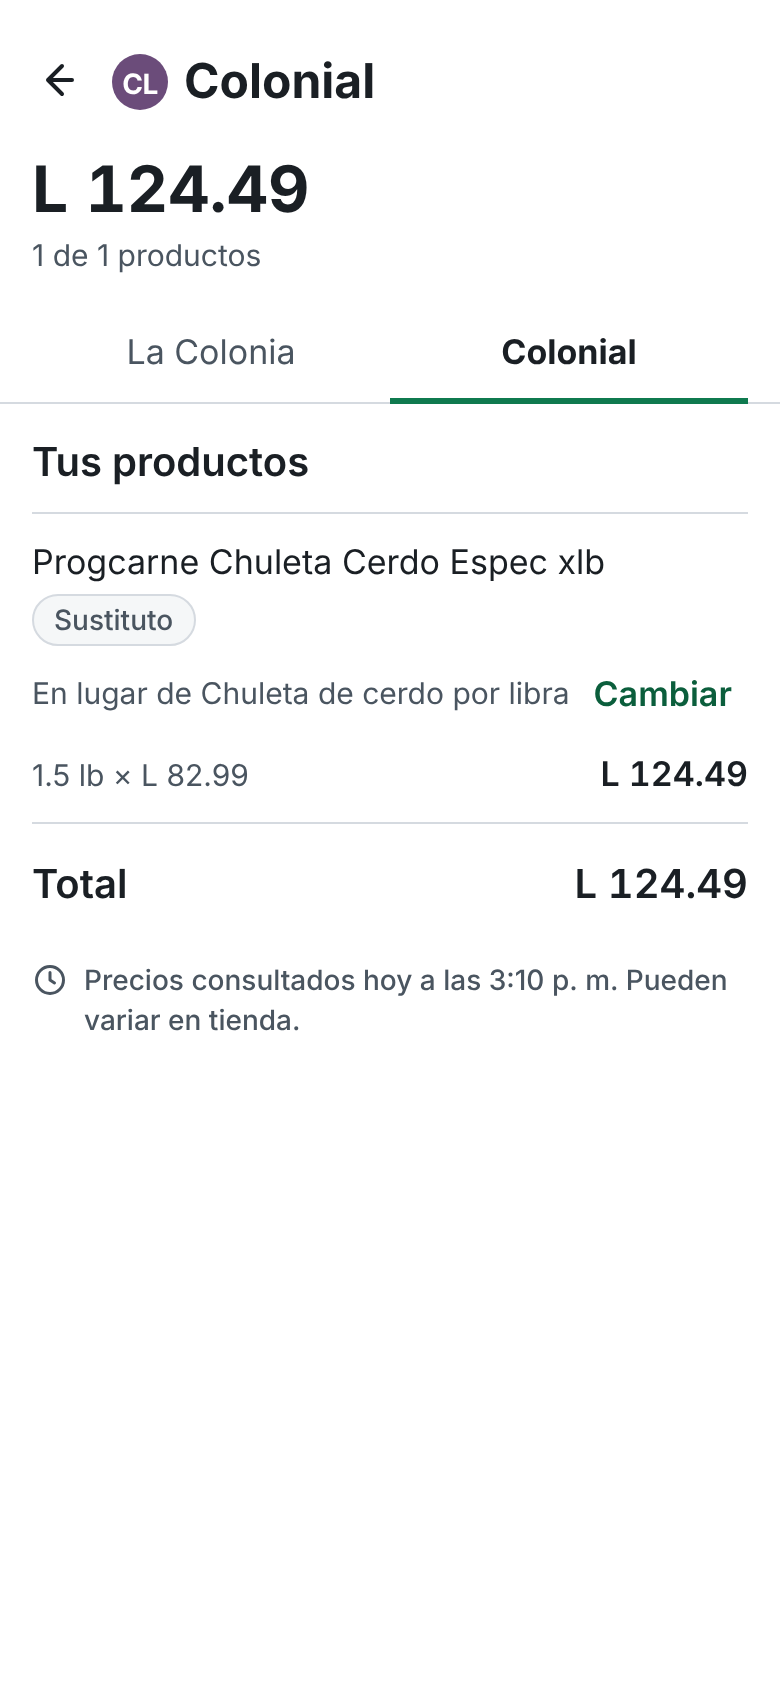 CL Colonial
L 124.49
1 de 1 productos
La Colonia Colonial
Tus productos
Progcarne Chuleta Cerdo Espec xlb
Sustituto
En lugar de Chuleta de cerdo por libra Cambiar
1.5 lb × L 82.99 L 124.49
Total L 124.49
Precios consultados hoy a las 3:10 p. m. Pueden
variar en tienda.